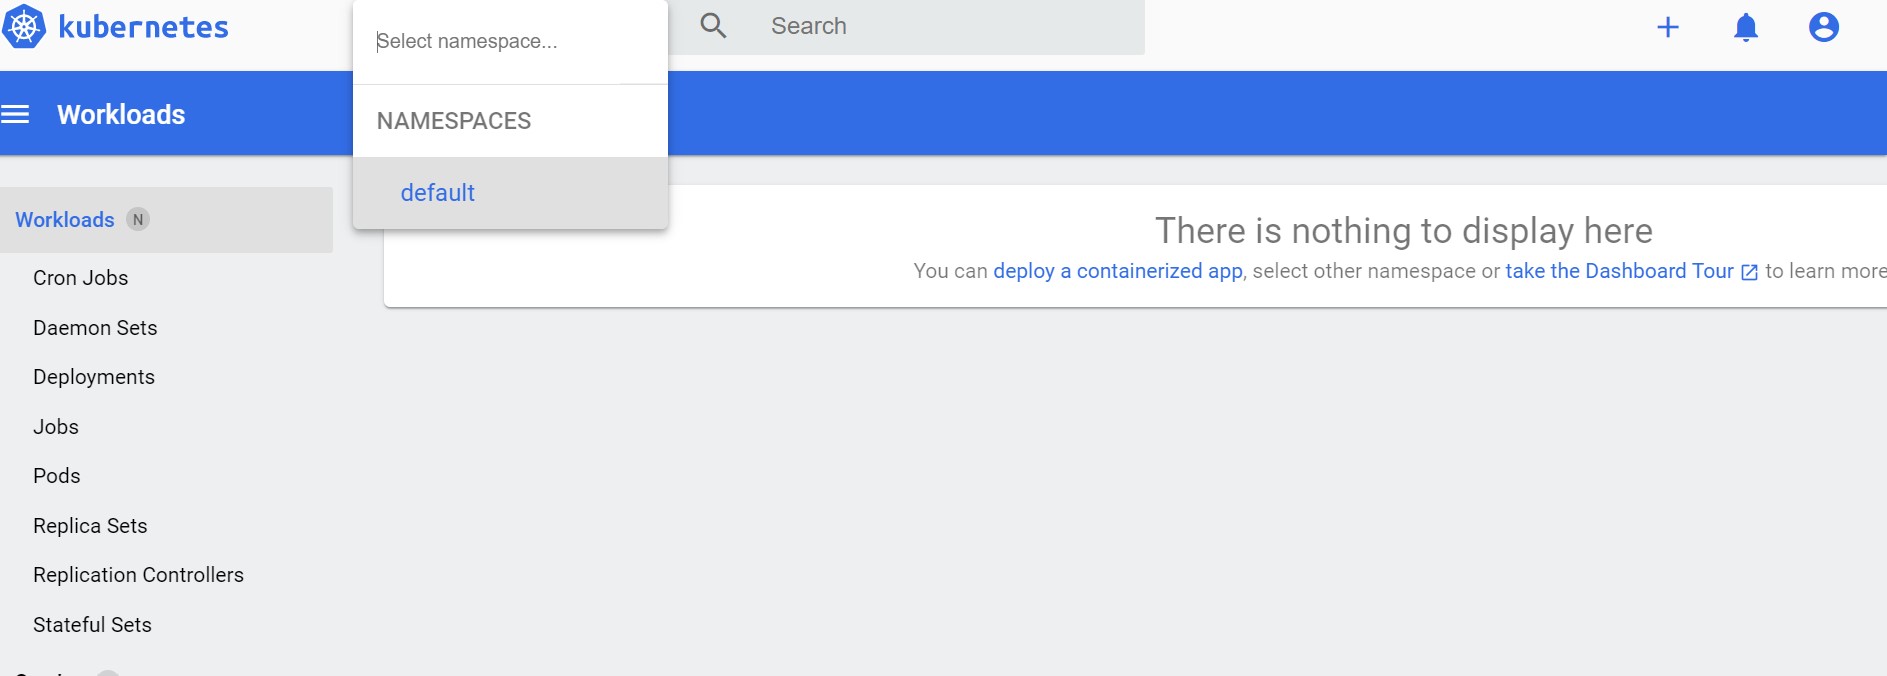 kubernetes
Select namespace...
Search
Workloads
NAMESPACES
default
Workloads N
Cron Jobs
Daemon Sets
Deployments
Jobs
Pods
Replica Sets
Replication Controllers
Stateful Sets
There is nothing to display here
You can deploy a containerized app, select other namespace or take the Dashboard Tour to learn more